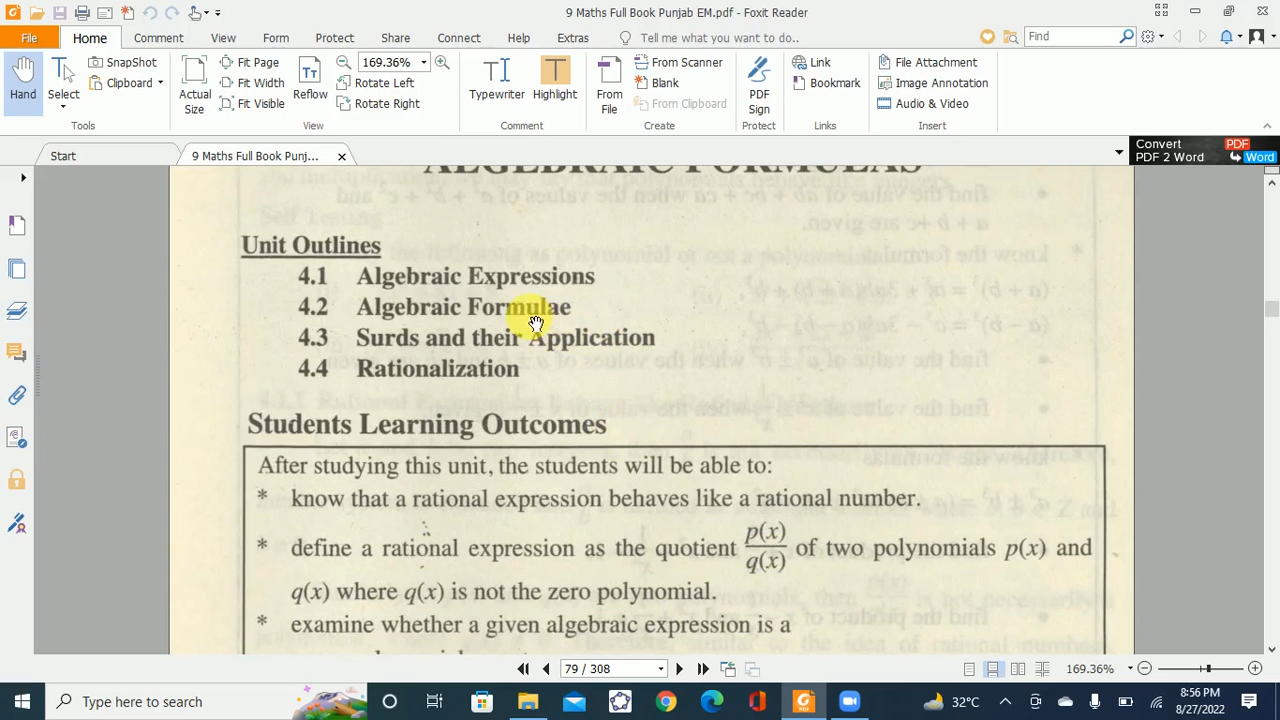 9 Maths Full Book Punjab EM.pdf - Foxit Reader
File Home Comment View Form Protect Share Connect Help Extras Tell me what you want to do.. Find
Hand Select SnapShot Clipboard Actual Size Fit Page Fit Width Fit Visible Reflow 169.36% Rotate Left Rotate Right Typewriter Highlight From File From Scanner Blank From Clipboard PDF Sign Link Bookmark File Attachment Image Annotation Audio & Video
Tools View Comment Create Protect Links Insert
Start 9 Maths Full Book Punj... Convert PDF
PDF 2 Word Word
ALGEBRAIC FORMULAS
Unit Outlines
4.1 Algebraic Expressions
4.2 Algebraic Formulae
4.3 Surds and their Application
4.4 Rationalization
Students Learning Outcomes
After studying this unit, the students will be able to:
* know that a rational expression behaves like a rational number.
* define a rational expression as the quotient p(x)/q(x) of two polynomials p(x) and
q(x) where q(x) is not the zero polynomial.
* examine whether a given algebraic expression is a
79 / 308 169.36%
Type here to search 32°C 8:56 PM
8/27/2022